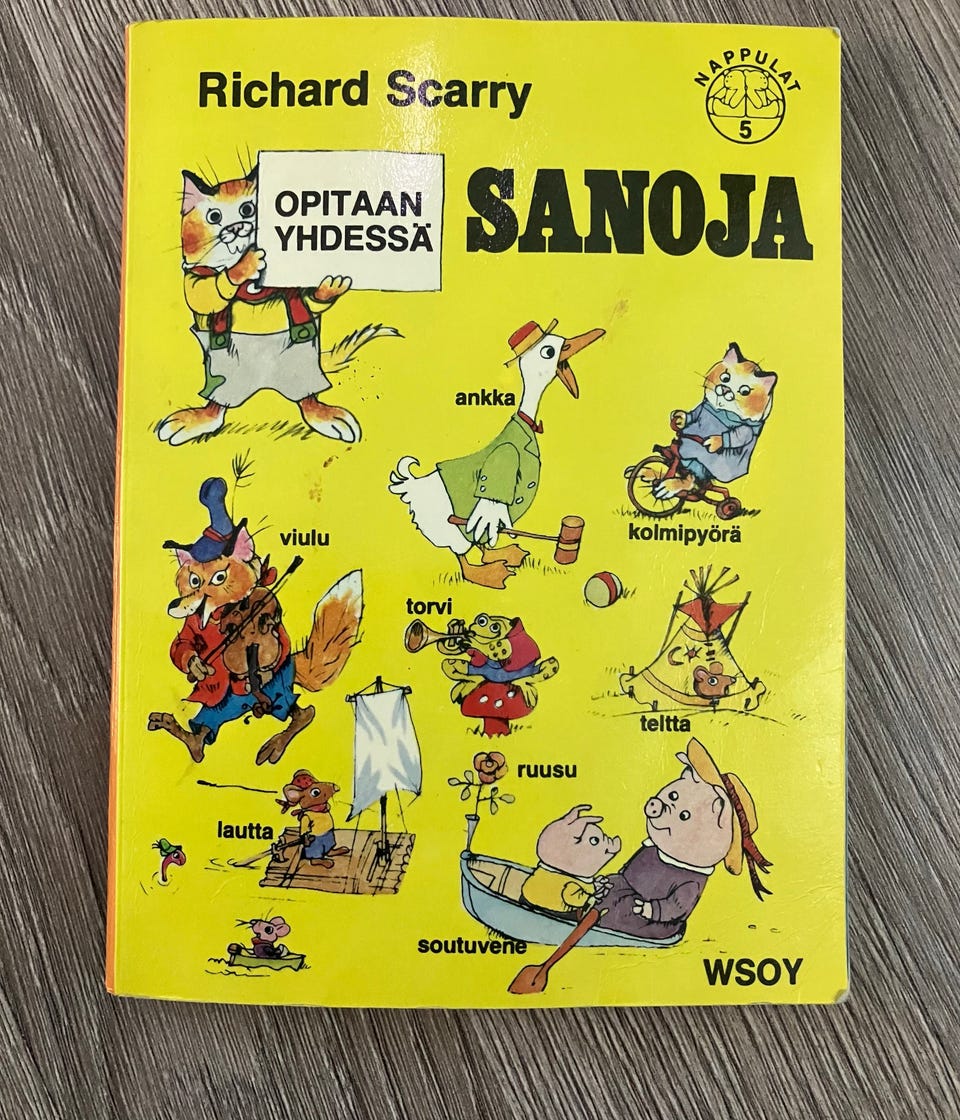 Richard Scarry
NAPPULAT
5
OPITAAN
YHDESSÄ
SANOJA
ankka
kolmipyörä
viulu
torvi
teltta
ruusu
lautta
soutuvene
WSOY